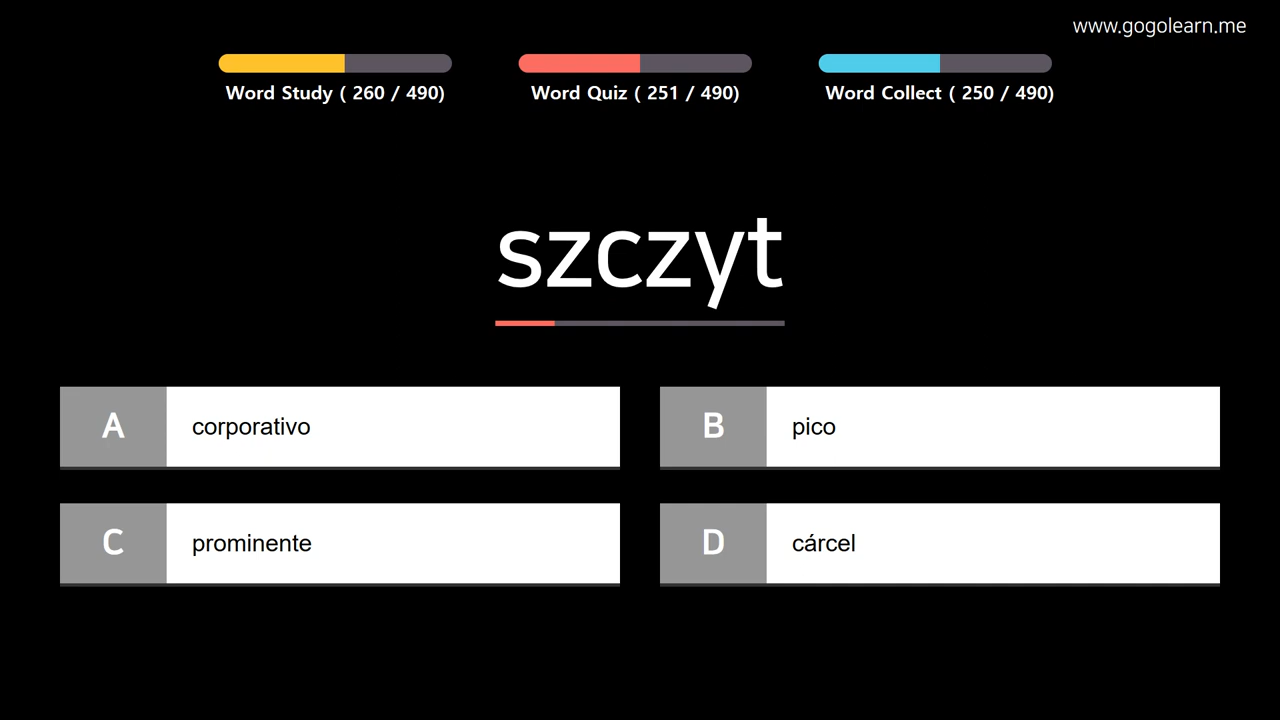 www.gogolearn.me
Word Study ( 260 / 490)
Word Quiz ( 251 / 490)
Word Collect ( 250 / 490)
szczyt
A corporativo
B pico
C prominente
D cárcel